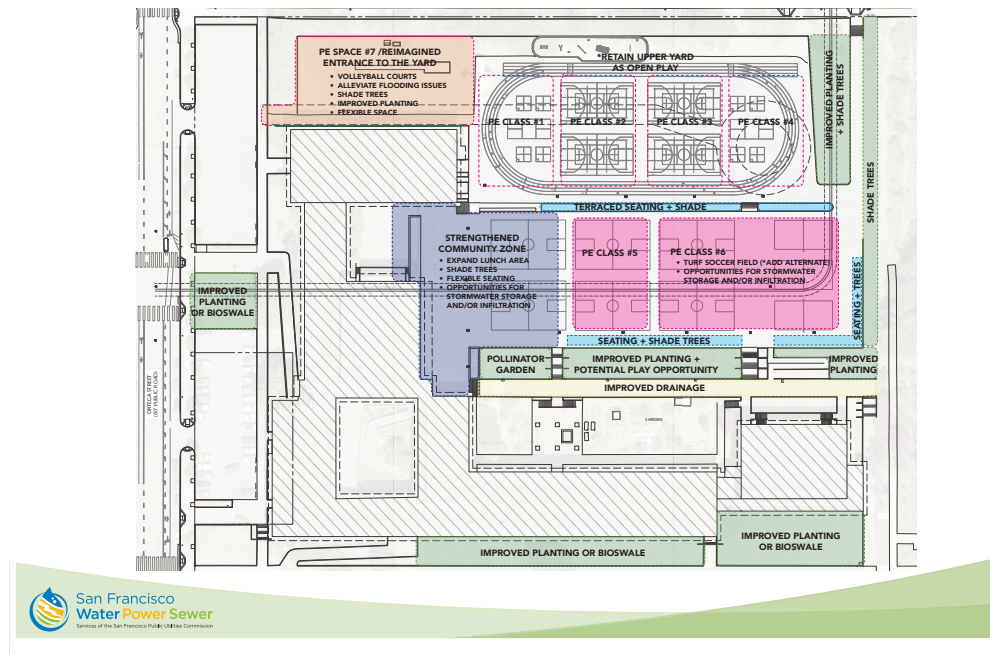 PE SPACE #7 /REIMAGINED
ENTRANCE TO THE YARD
• VOLLEYBALL COURTS
• ALLEVIATE FLOODING ISSUES
• SHADE TREES
• IMPROVED PLANTING
• FLEXIBLE SPACE
*RETAIN UPPER YARD
AS OPEN PLAY
PE CLASS #1
PE CLASS #2
PE CLASS #3
PE CLASS #4
IMPROVED PLANTING
+ SHADE TREES
SHADE TREES
TERRACED SEATING + SHADE
STRENGTHENED
COMMUNITY ZONE
• EXPAND LUNCH AREA
• SHADE TREES
• FLEXIBLE SEATING
• OPPORTUNITIES FOR
STORMWATER STORAGE
AND/OR INFILTRATION
PE CLASS #5
PE CLASS #6
• TURF SOCCER FIELD (*ADD ALTERNATE)
• OPPORTUNITIES FOR STORMWATER
STORAGE AND/OR INFILTRATION
SEATING + TREES
IMPROVED
PLANTING
OR BIOSWALE
SEATING + SHADE TREES
POLLINATOR
GARDEN
IMPROVED PLANTING +
POTENTIAL PLAY OPPORTUNITY
IMPROVED
PLANTING
IMPROVED DRAINAGE
ORTEGA STREET
(80' PUBLIC ROAD)
GARDEN
IMPROVED PLANTING OR BIOSWALE
IMPROVED PLANTING
OR BIOSWALE
San Francisco
Water Power Sewer
Services of the San Francisco Public Utilities Commission